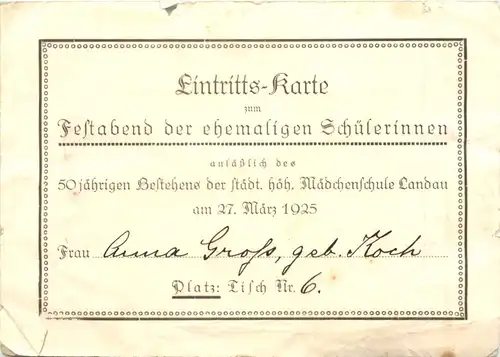 Eintritts-Karte
zum
Festabend der ehemaligen Schülerinnen
anläßlich des
50jährigen Bestehens der städt. höh. Mädchenschule Landau
am 27. März 1925
Frau Anna Groß, geb. Koch
Platz: Tisch Nr. 6.